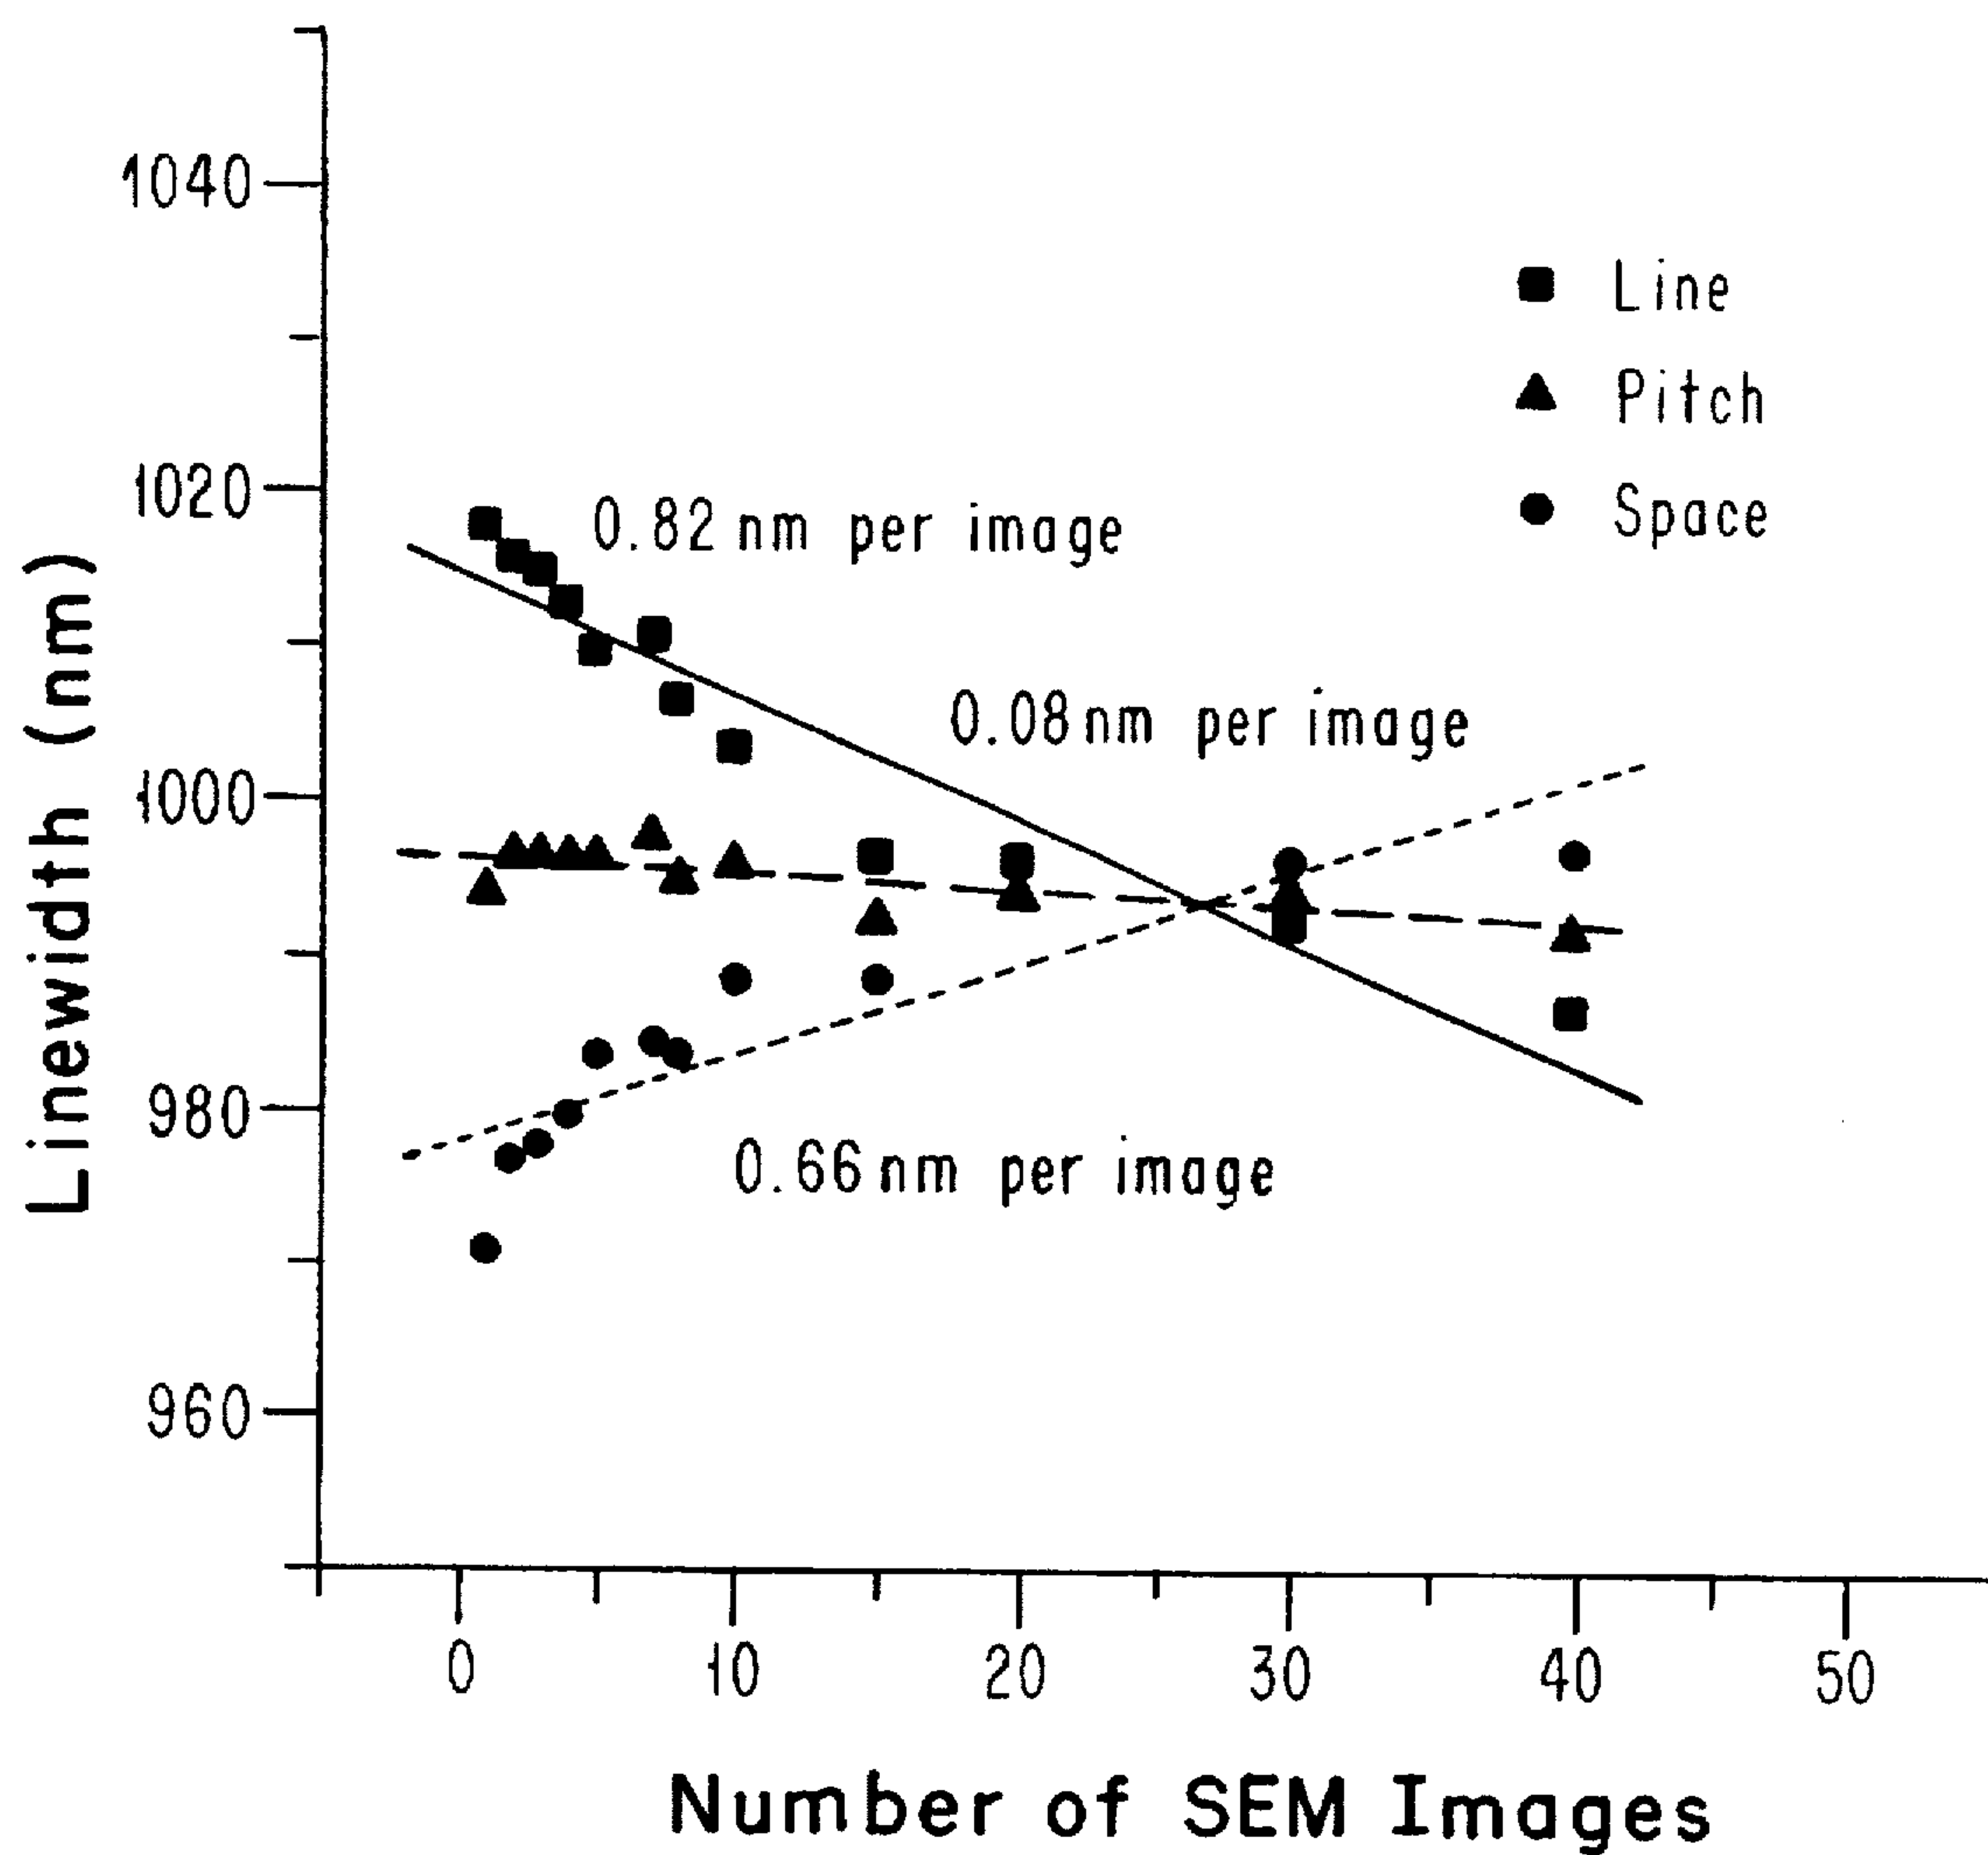 1040
1020
1000
980
960
Linewidth (nm)
Line
Pitch
Space
0.82 nm per image
0.08 nm per image
0.66 nm per image
0 10 20 30 40 50
Number of SEM Images